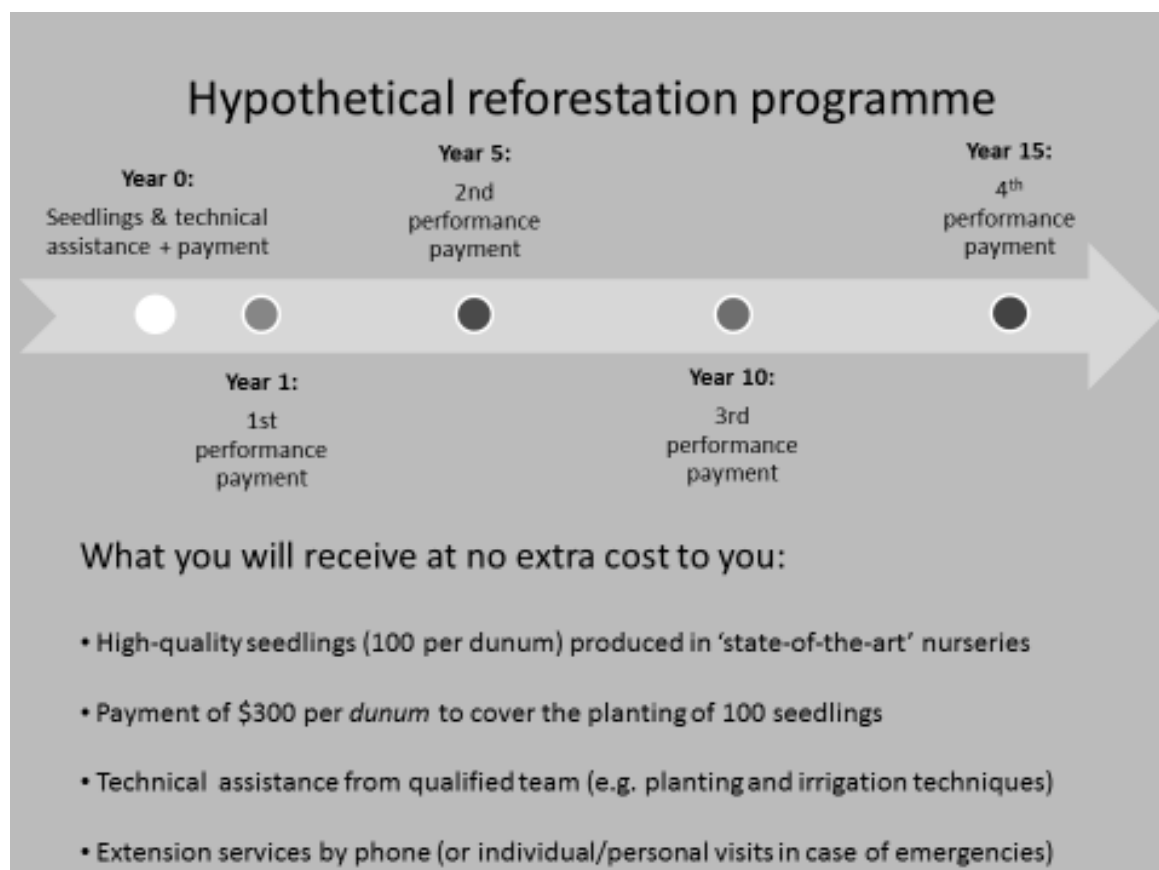 Hypothetical reforestation programme
Year 0:
Seedlings & technical
assistance + payment
Year 5:
2nd
performance
payment
Year 15:
4th
performance
payment
Year 1:
1st
performance
payment
Year 10:
3rd
performance
payment
What you will receive at no extra cost to you:
• High-quality seedlings (100 per dunum) produced in ‘state-of-the-art’ nurseries
• Payment of $300 per dunum to cover the planting of 100 seedlings
• Technical assistance from qualified team (e.g. planting and irrigation techniques)
• Extension services by phone (or individual/personal visits in case of emergencies)